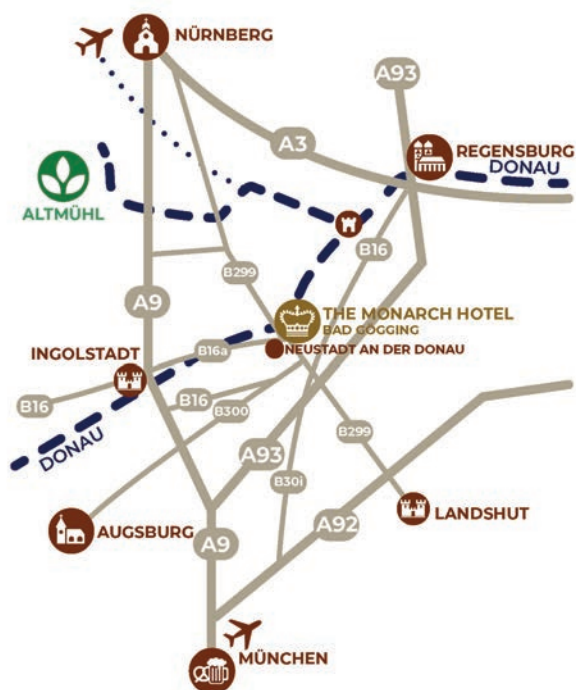 NÜRNBERG
A93
A3
REGENSBURG
DONAU
ALTMÜHL
B16
B299
A9
THE MONARCH HOTEL
BAD GÖGGING
NEUSTADT AN DER DONAU
INGOLSTADT
B16a
B16
B16
B300
DONAU
B299
A93
B30i
LANDSHUT
AUGSBURG
A9
A92
MÜNCHEN